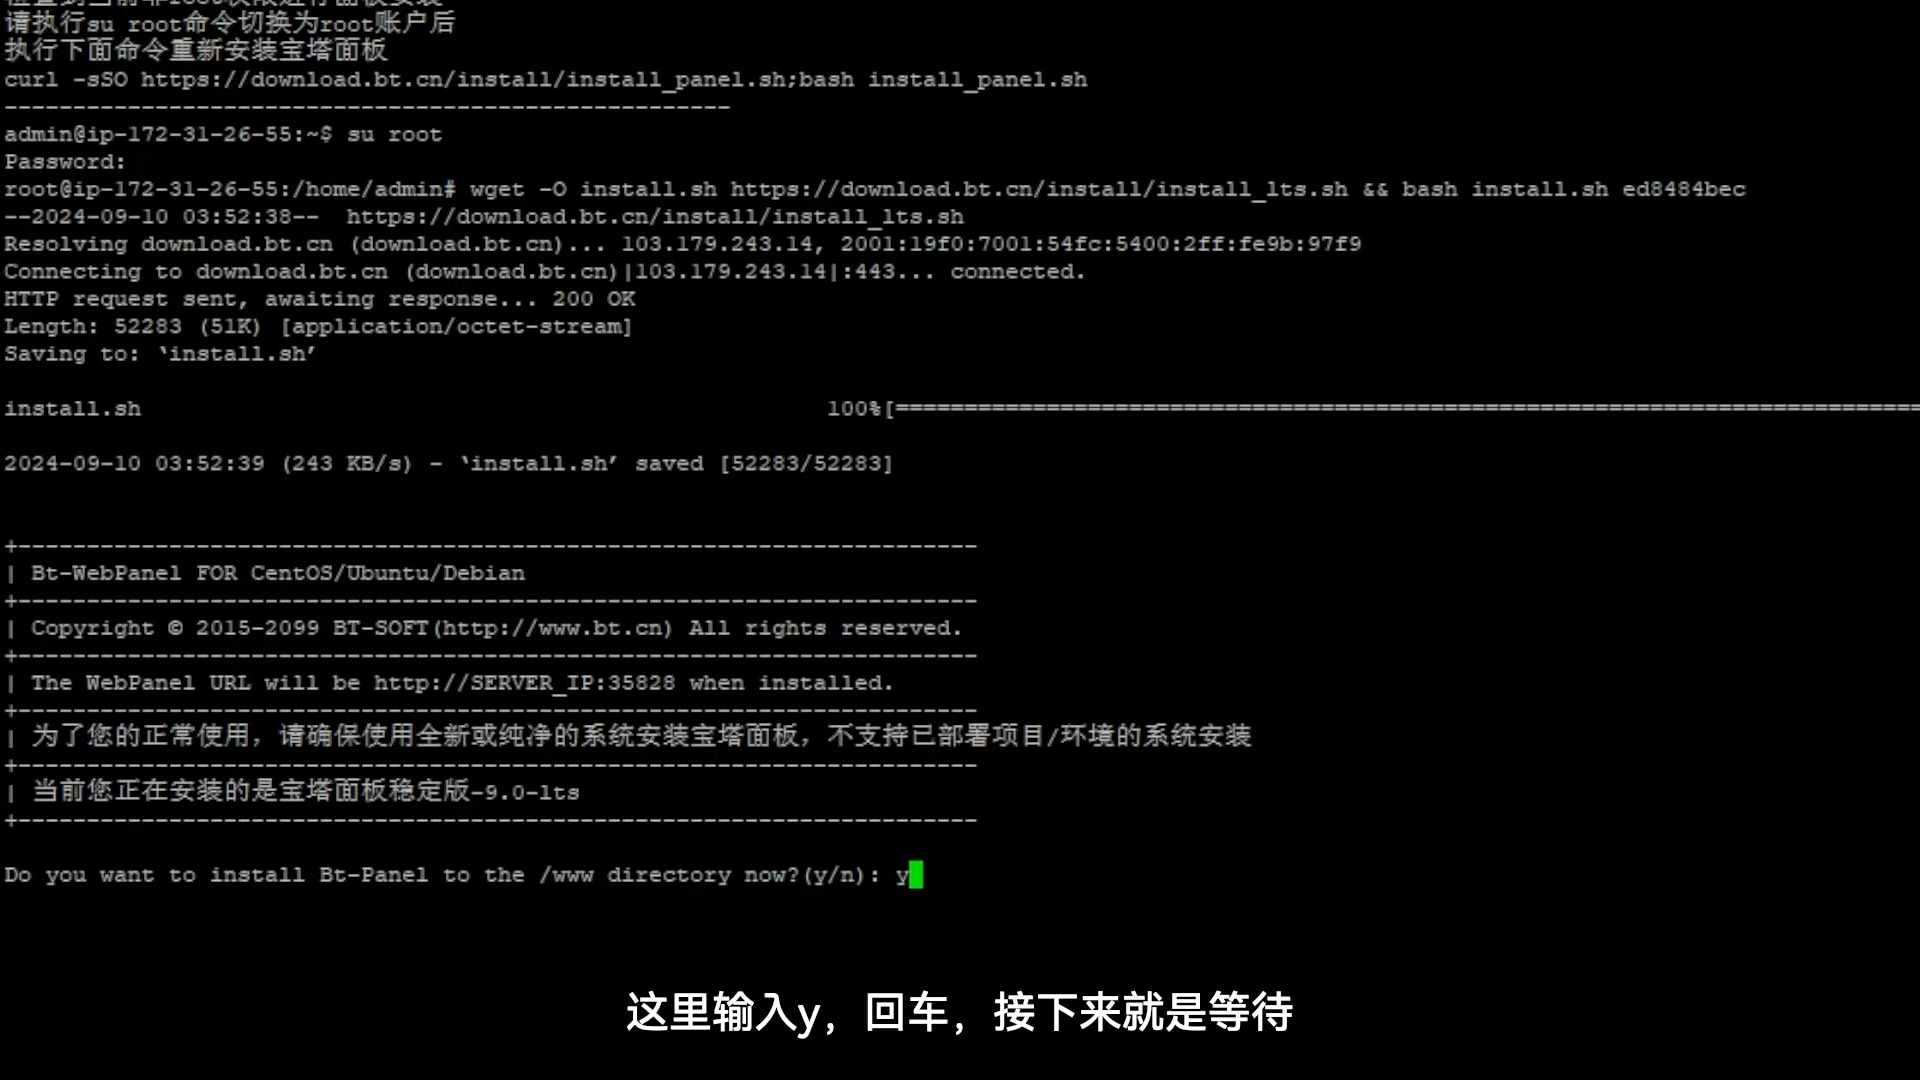 请执行su root命令切换为root账户后
执行下面命令重新安装宝塔面板
curl -sSO https://download.bt.cn/install/install_panel.sh;bash install_panel.sh
-----------------------------------------------------
admin@ip-172-31-26-55:~$ su root
Password:
root@ip-172-31-26-55:/home/admin# wget -O install.sh https://download.bt.cn/install/install_lts.sh && bash install.sh ed8484bec
--2024-09-10 03:52:38--  https://download.bt.cn/install/install_lts.sh
Resolving download.bt.cn (download.bt.cn)... 103.179.243.14, 2001:19f0:7001:54fc:5400:2ff:fe9b:97f9
Connecting to download.bt.cn (download.bt.cn)|103.179.243.14|:443... connected.
HTTP request sent, awaiting response... 200 OK
Length: 52283 (51K) [application/octet-stream]
Saving to: ‘install.sh’
install.sh 100%[===========================================================================
2024-09-10 03:52:39 (243 KB/s) - ‘install.sh’ saved [52283/52283]
+----------------------------------------------------------------------
| Bt-WebPanel FOR CentOS/Ubuntu/Debian
+----------------------------------------------------------------------
| Copyright © 2015-2099 BT-SOFT(http://www.bt.cn) All rights reserved.
+----------------------------------------------------------------------
| The WebPanel URL will be http://SERVER_IP:35828 when installed.
+----------------------------------------------------------------------
| 为了您的正常使用，请确保使用全新或纯净的系统安装宝塔面板，不支持已部署项目/环境的系统安装
+----------------------------------------------------------------------
| 当前您正在安装的是宝塔面板稳定版-9.0-lts
+----------------------------------------------------------------------
Do you want to install Bt-Panel to the /www directory now?(y/n): y
这里输入y，回车，接下来就是等待